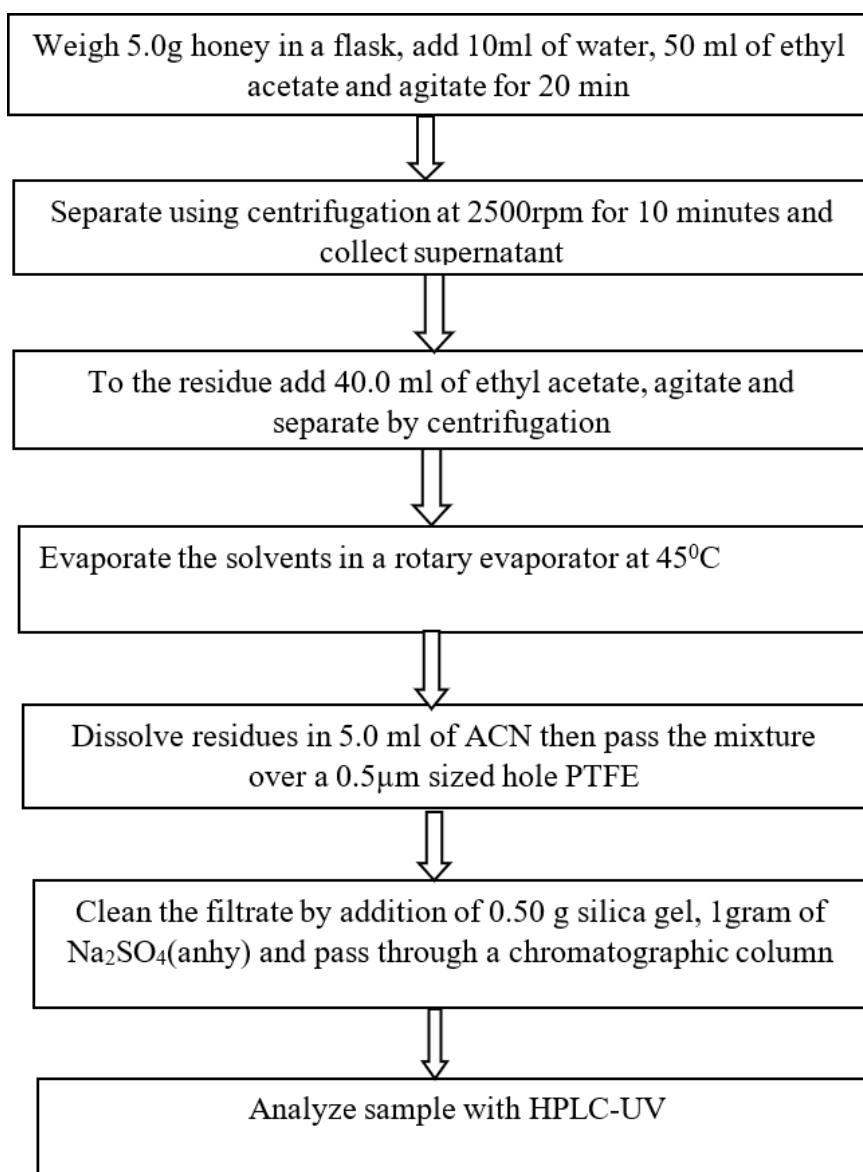 Weigh 5.0g honey in a flask, add 10ml of water, 50 ml of ethyl
acetate and agitate for 20 min
Separate using centrifugation at 2500rpm for 10 minutes and
collect supernatant
To the residue add 40.0 ml of ethyl acetate, agitate and
separate by centrifugation
Evaporate the solvents in a rotary evaporator at 45⁰C
Dissolve residues in 5.0 ml of ACN then pass the mixture
over a 0.5µm sized hole PTFE
Clean the filtrate by addition of 0.50 g silica gel, 1gram of
Na₂SO₄(anhy) and pass through a chromatographic column
Analyze sample with HPLC-UV